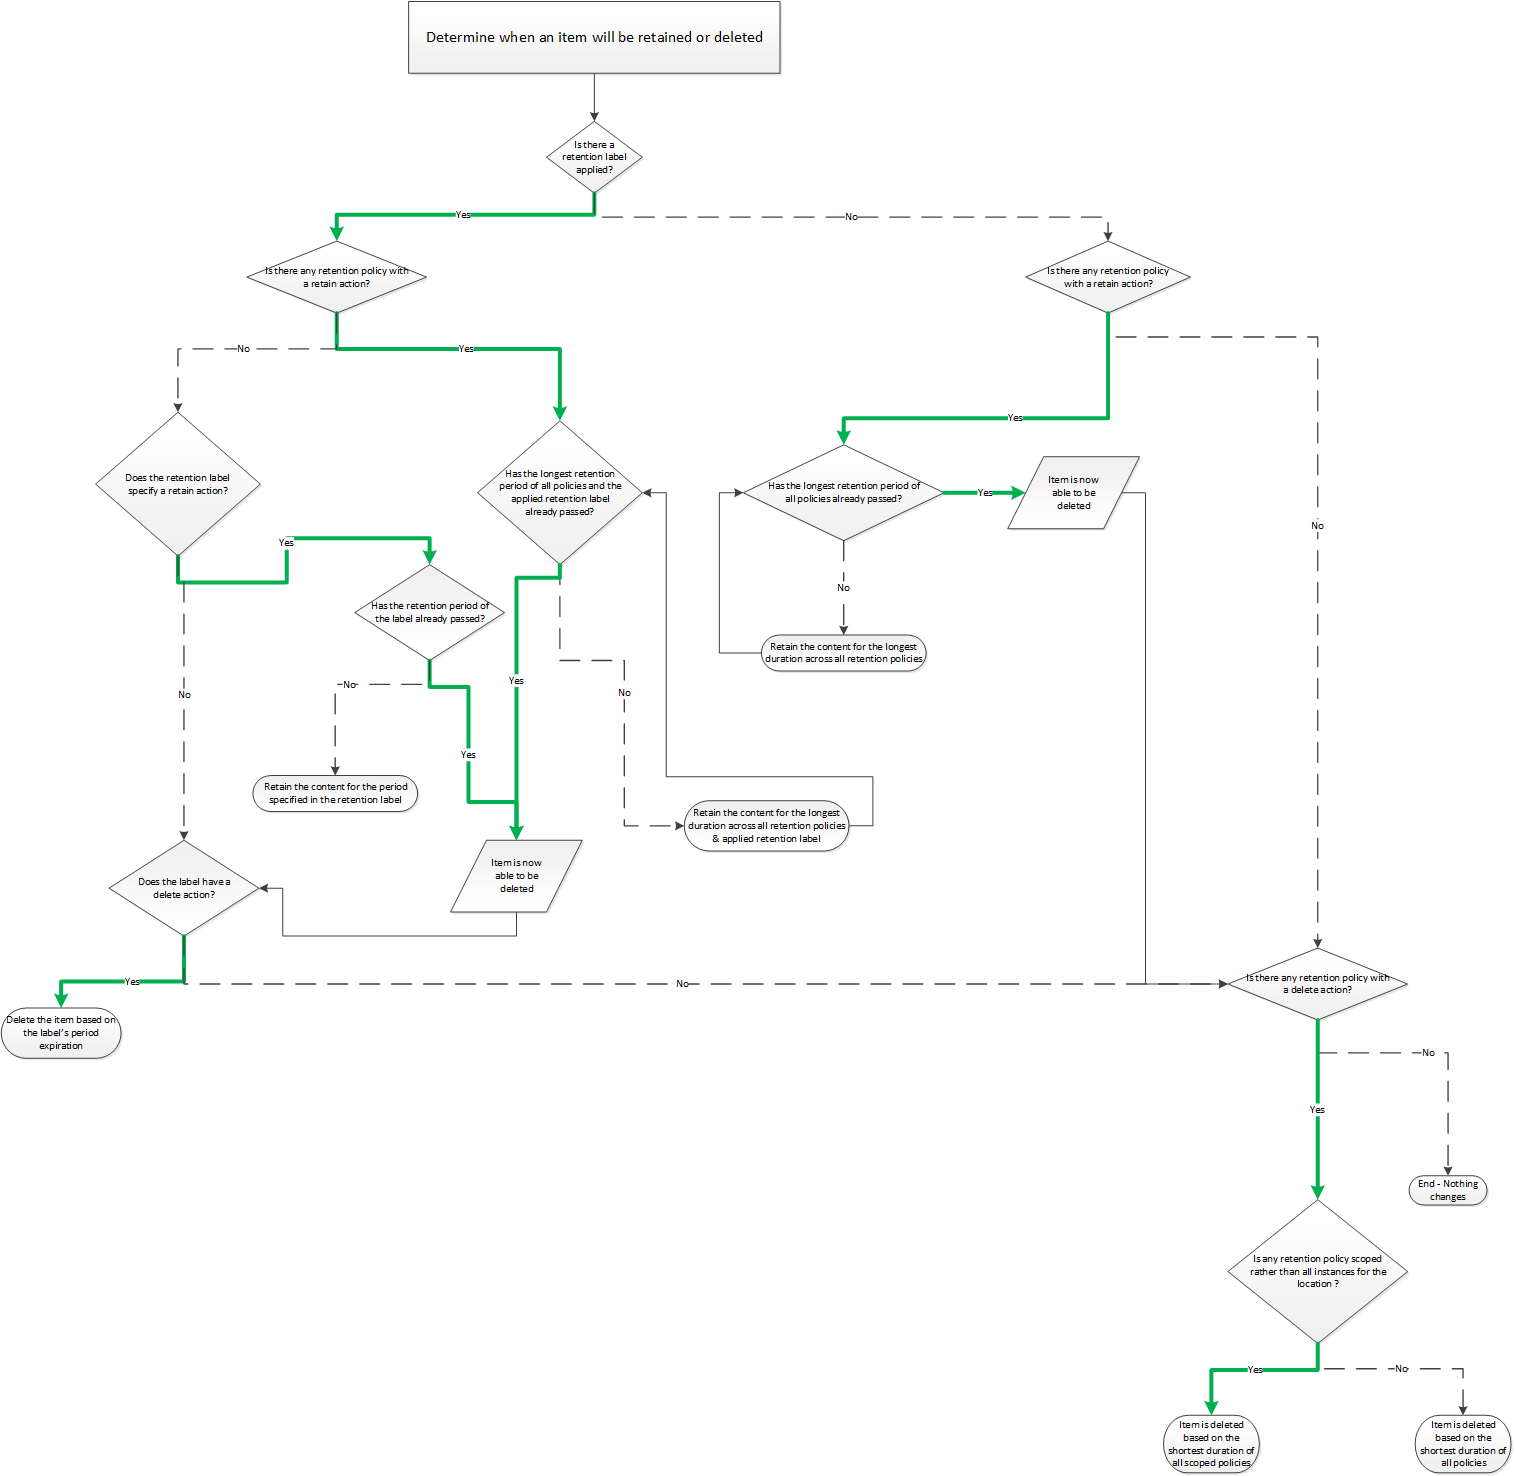 Determine when an item will be retained or deleted
Is there a
retention label
applied?
Yes
No
Is there any retention policy with
a retain action?
Is there any retention policy
with a retain action?
No
Yes
Yes
No
Does the retention label
specify a retain action?
Has the longest retention
period of all policies and the
applied retention label
already passed?
Has the longest retention period of
all policies already passed?
Yes
Item is now
able to be
deleted
Yes
No
Has the retention period of
the label already passed?
Retain the content for the longest
duration across all retention policies
No
No
Yes
No
Yes
Retain the content for the period
specified in the retention label
Retain the content for the longest
duration across all retention policies
& applied retention label
Does the label have a
delete action?
Item is now
able to be
deleted
Yes
No
Is there any retention policy with
a delete action?
Delete the item based on
the label's period
expiration
No
Yes
End - Nothing
changes
Is any retention policy scoped
rather than all instances for the
location ?
Yes
No
Item is deleted
based on the
shortest duration of
all scoped policies
Item is deleted
based on the
shortest duration of
all policies